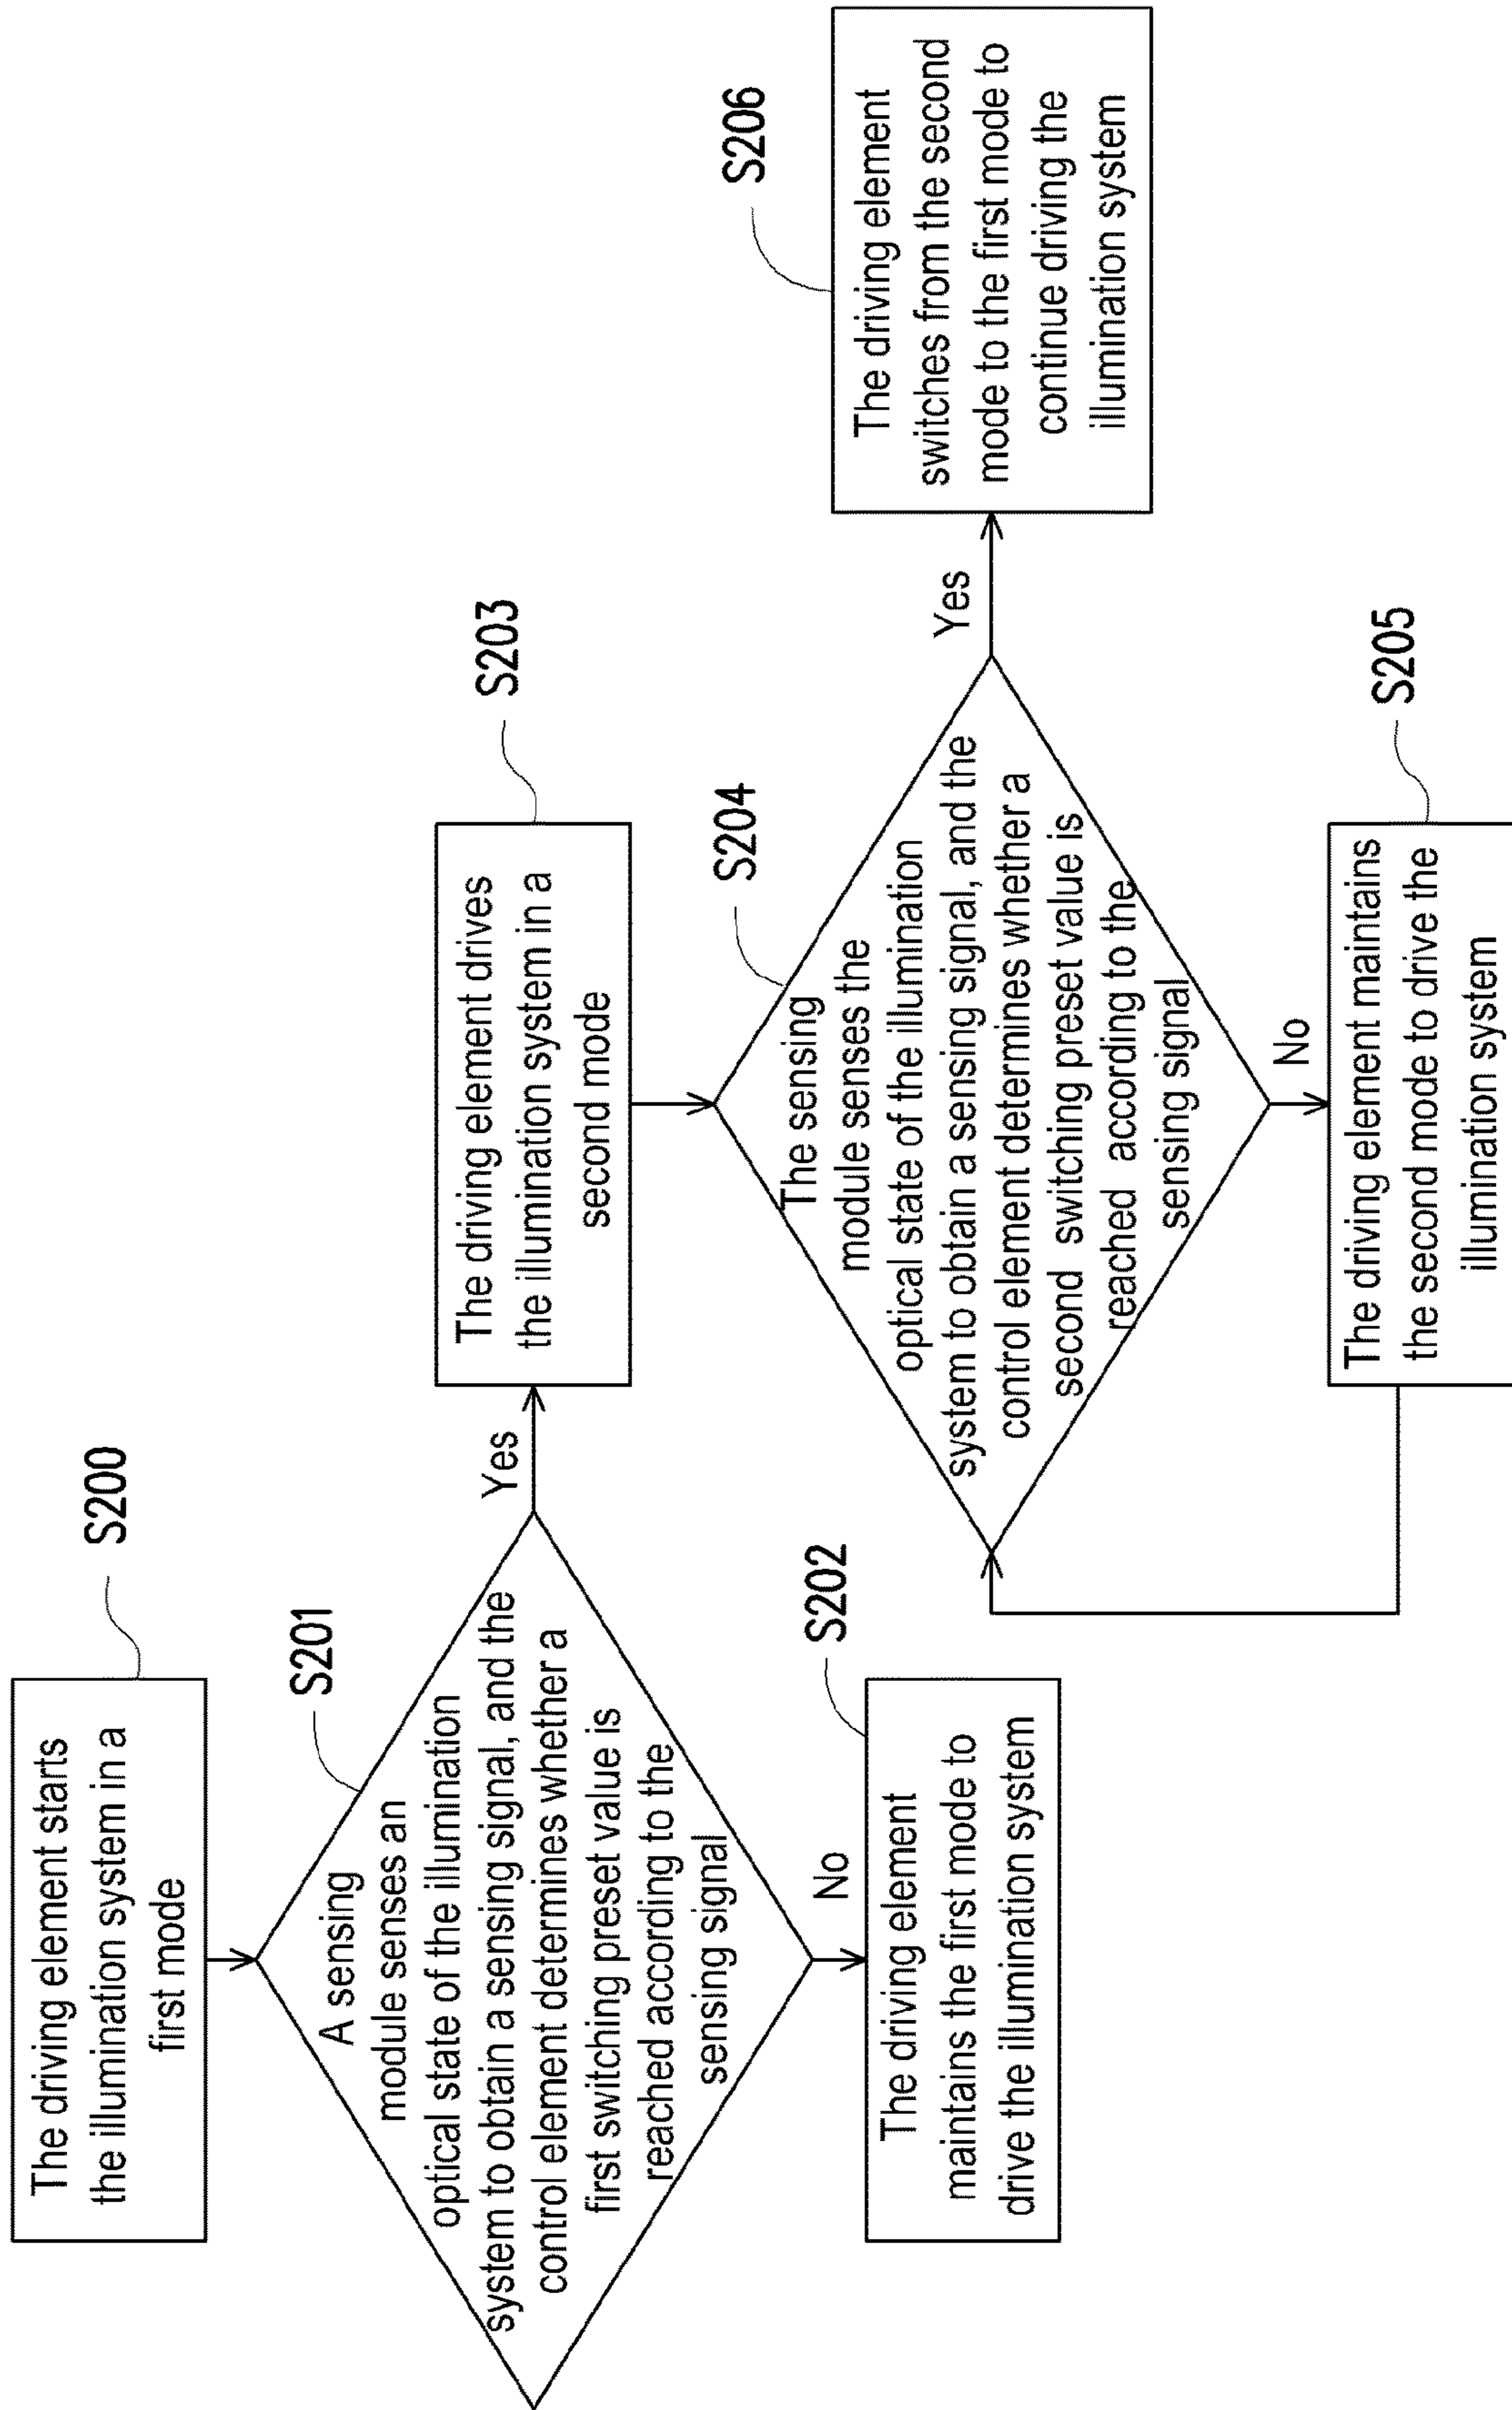 S200
The driving element starts
the illumination system in a
first mode
S201
A sensing
module senses an
optical state of the illumination
system to obtain a sensing signal, and the
control element determines whether a
first switching preset value is
reached according to the
sensing signal
Yes
No
S202
The driving element
maintains the first mode to
drive the illumination system
S203
The driving element drives
the illumination system in a
second mode
S204
The sensing
module senses the
optical state of the illumination
system to obtain a sensing signal, and the
control element determines whether a
second switching preset value is
reached according to the
sensing signal
Yes
No
S205
The driving element maintains
the second mode to drive the
illumination system
S206
The driving element
switches from the second
mode to the first mode to
continue driving the
illumination system